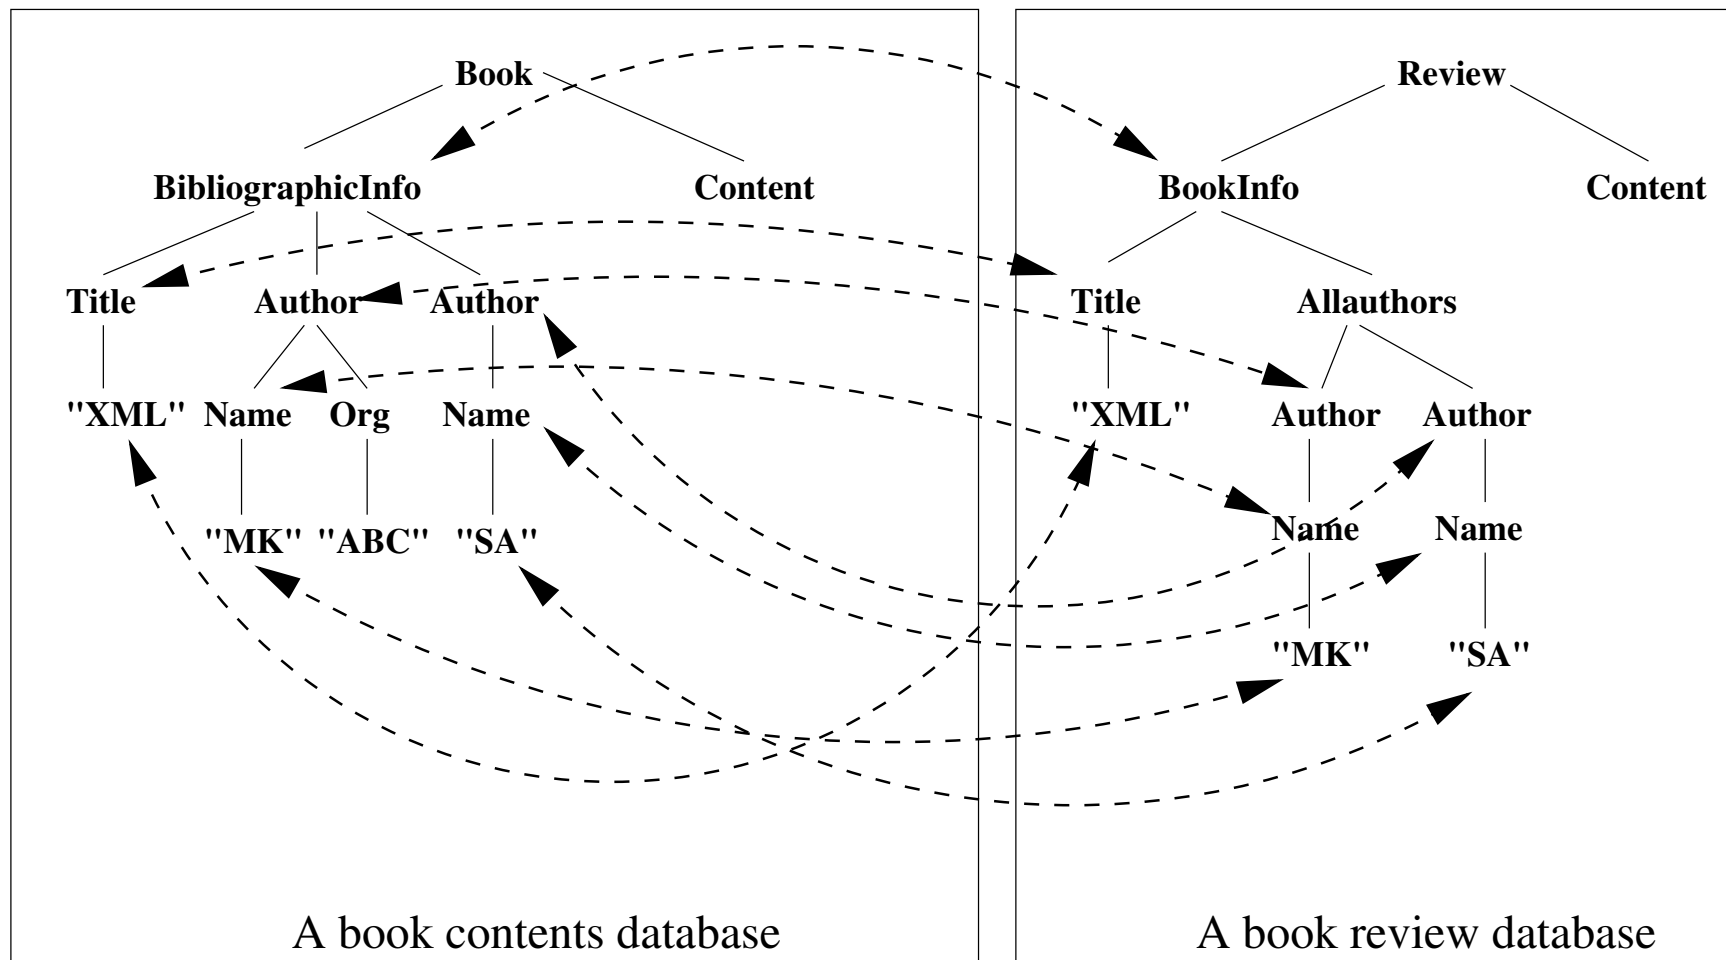 Book
Review
BibliographicInfo Content
BookInfo Content
Title Author Author
Title Allauthors
"XML" Name Org Name
"XML" Author Author
"MK" "ABC" "SA"
Name Name
"MK" "SA"
A book contents database
A book review database